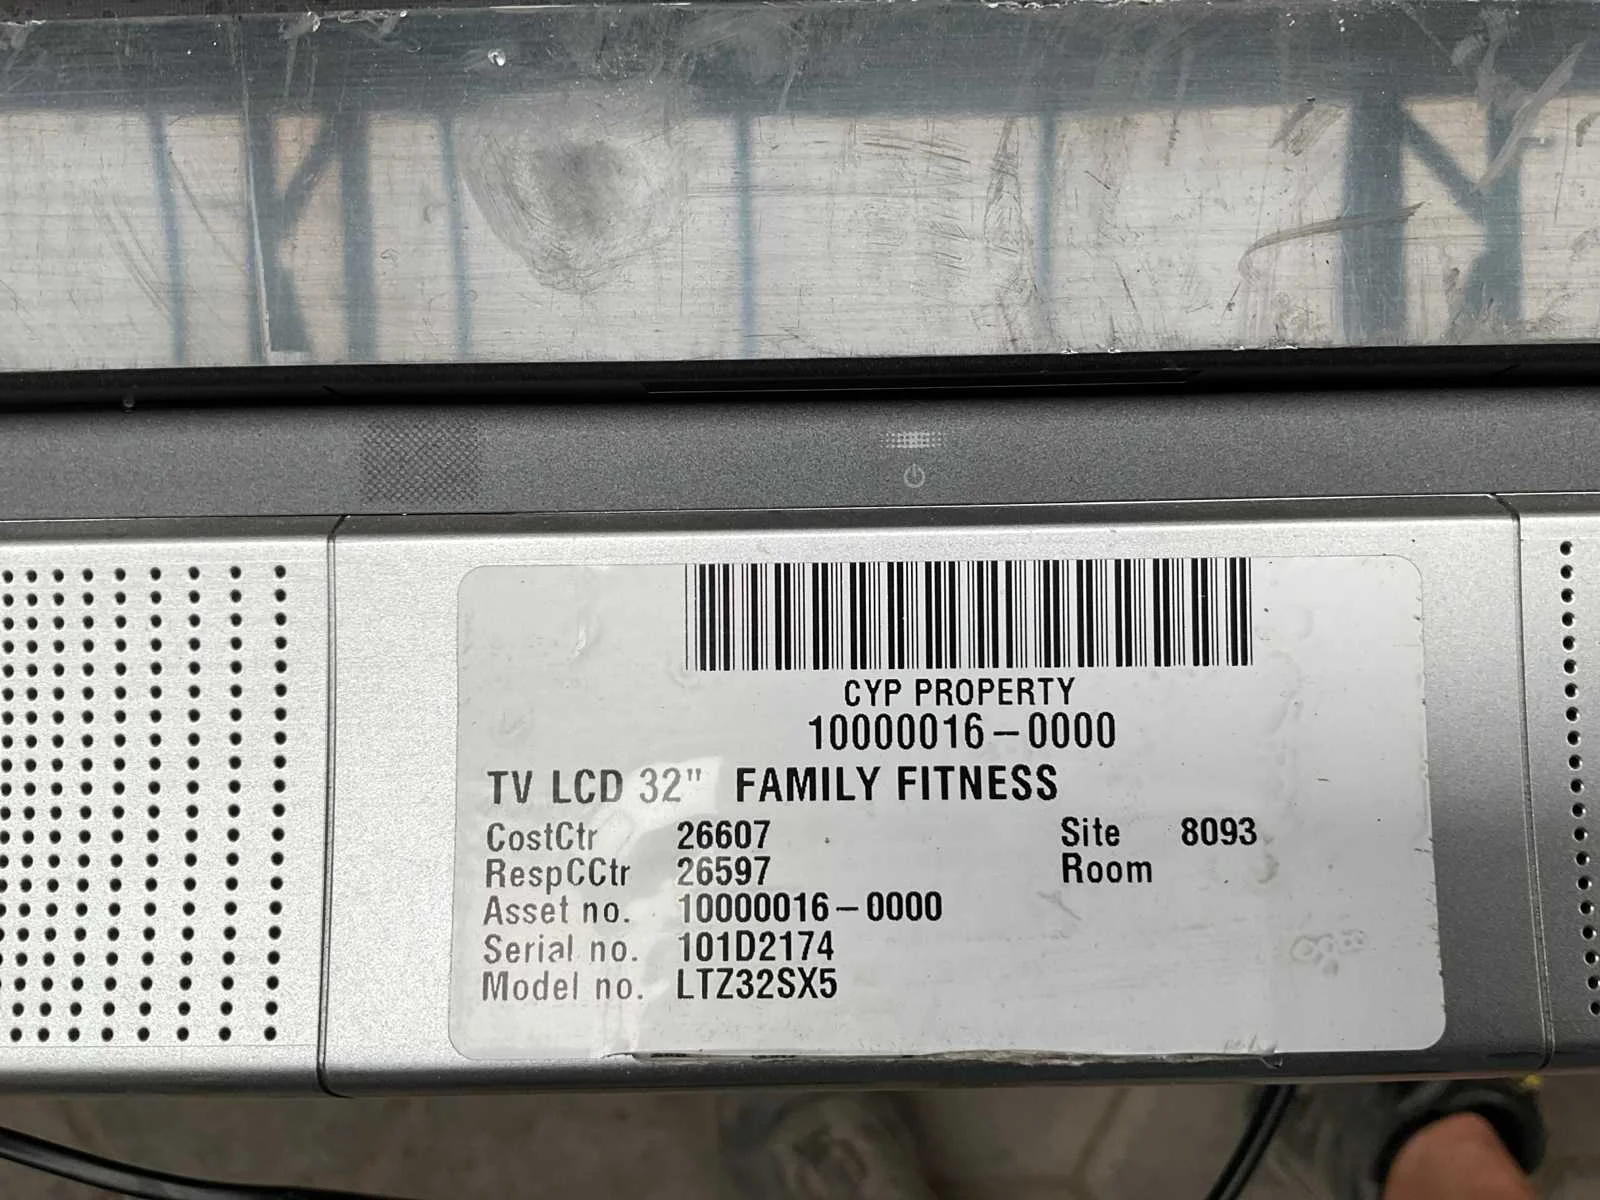 CYP PROPERTY
10000016-0000
TV LCD 32" FAMILY FITNESS
CostCtr 26607 Site 8093
RespCCtr 26597 Room
Asset no. 10000016-0000
Serial no. 101D2174
Model no. LTZ32SX5